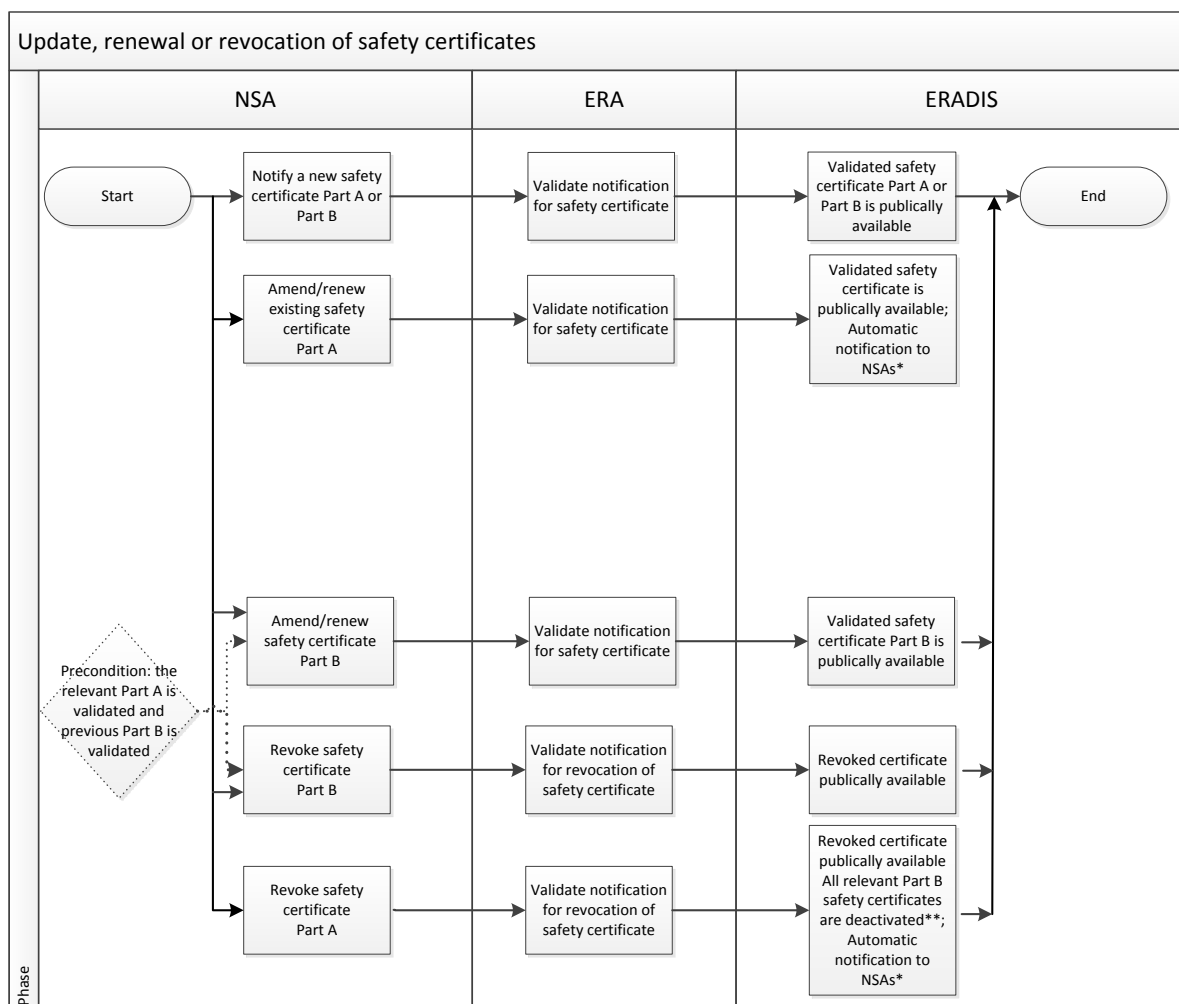 Update, renewal or revocation of safety certificates
NSA
ERA
ERADIS
Start
Notify a new safety
certificate Part A or
Part B
Validate notification
for safety certificate
Validated safety
certificate Part A or
Part B is publically
available
End
Amend/renew
existing safety
certificate
Part A
Validate notification
for safety certificate
Validated safety
certificate is
publically available;
Automatic
notification to
NSAs*
Precondition: the
relevant Part A is
validated and
previous Part B is
validated
Amend/renew
safety certificate
Part B
Validate notification
for safety certificate
Validated safety
certificate Part B is
publically available
Revoke safety
certificate
Part B
Validate notification
for revocation of
safety certificate
Revoked certificate
publically available
Revoke safety
certificate
Part A
Validate notification
for revocation of
safety certificate
Revoked certificate
publically available
All relevant Part B
safety certificates
are deactivated**;
Automatic
notification to
NSAs*
Phase